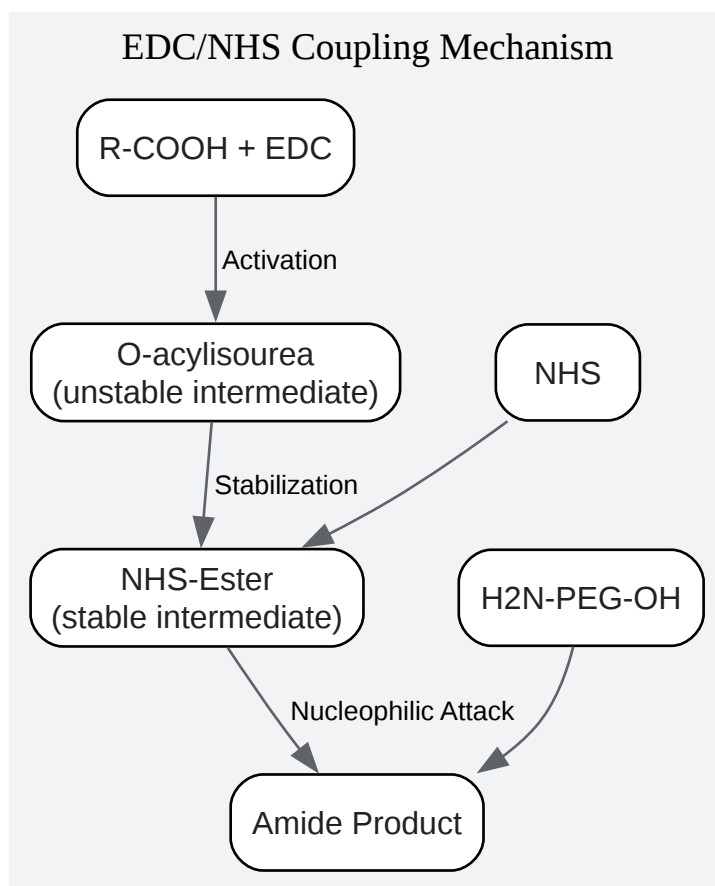 EDC/NHS Coupling Mechanism
R-COOH + EDC
Activation
O-acylisourea
(unstable intermediate)
NHS
Stabilization
NHS-Ester
(stable intermediate)
H2N-PEG-OH
Nucleophilic Attack
Amide Product